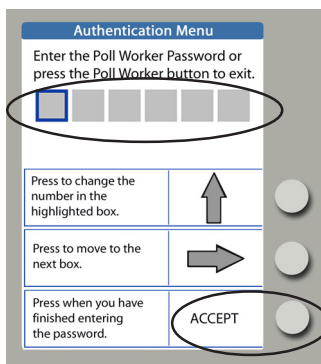 Authentication Menu
Enter the Poll Worker Password or
press the Poll Worker button to exit.
Press to change the
number in the
highlighted box.
Press to move to the
next box.
Press when you have
finished entering
the password.
ACCEPT